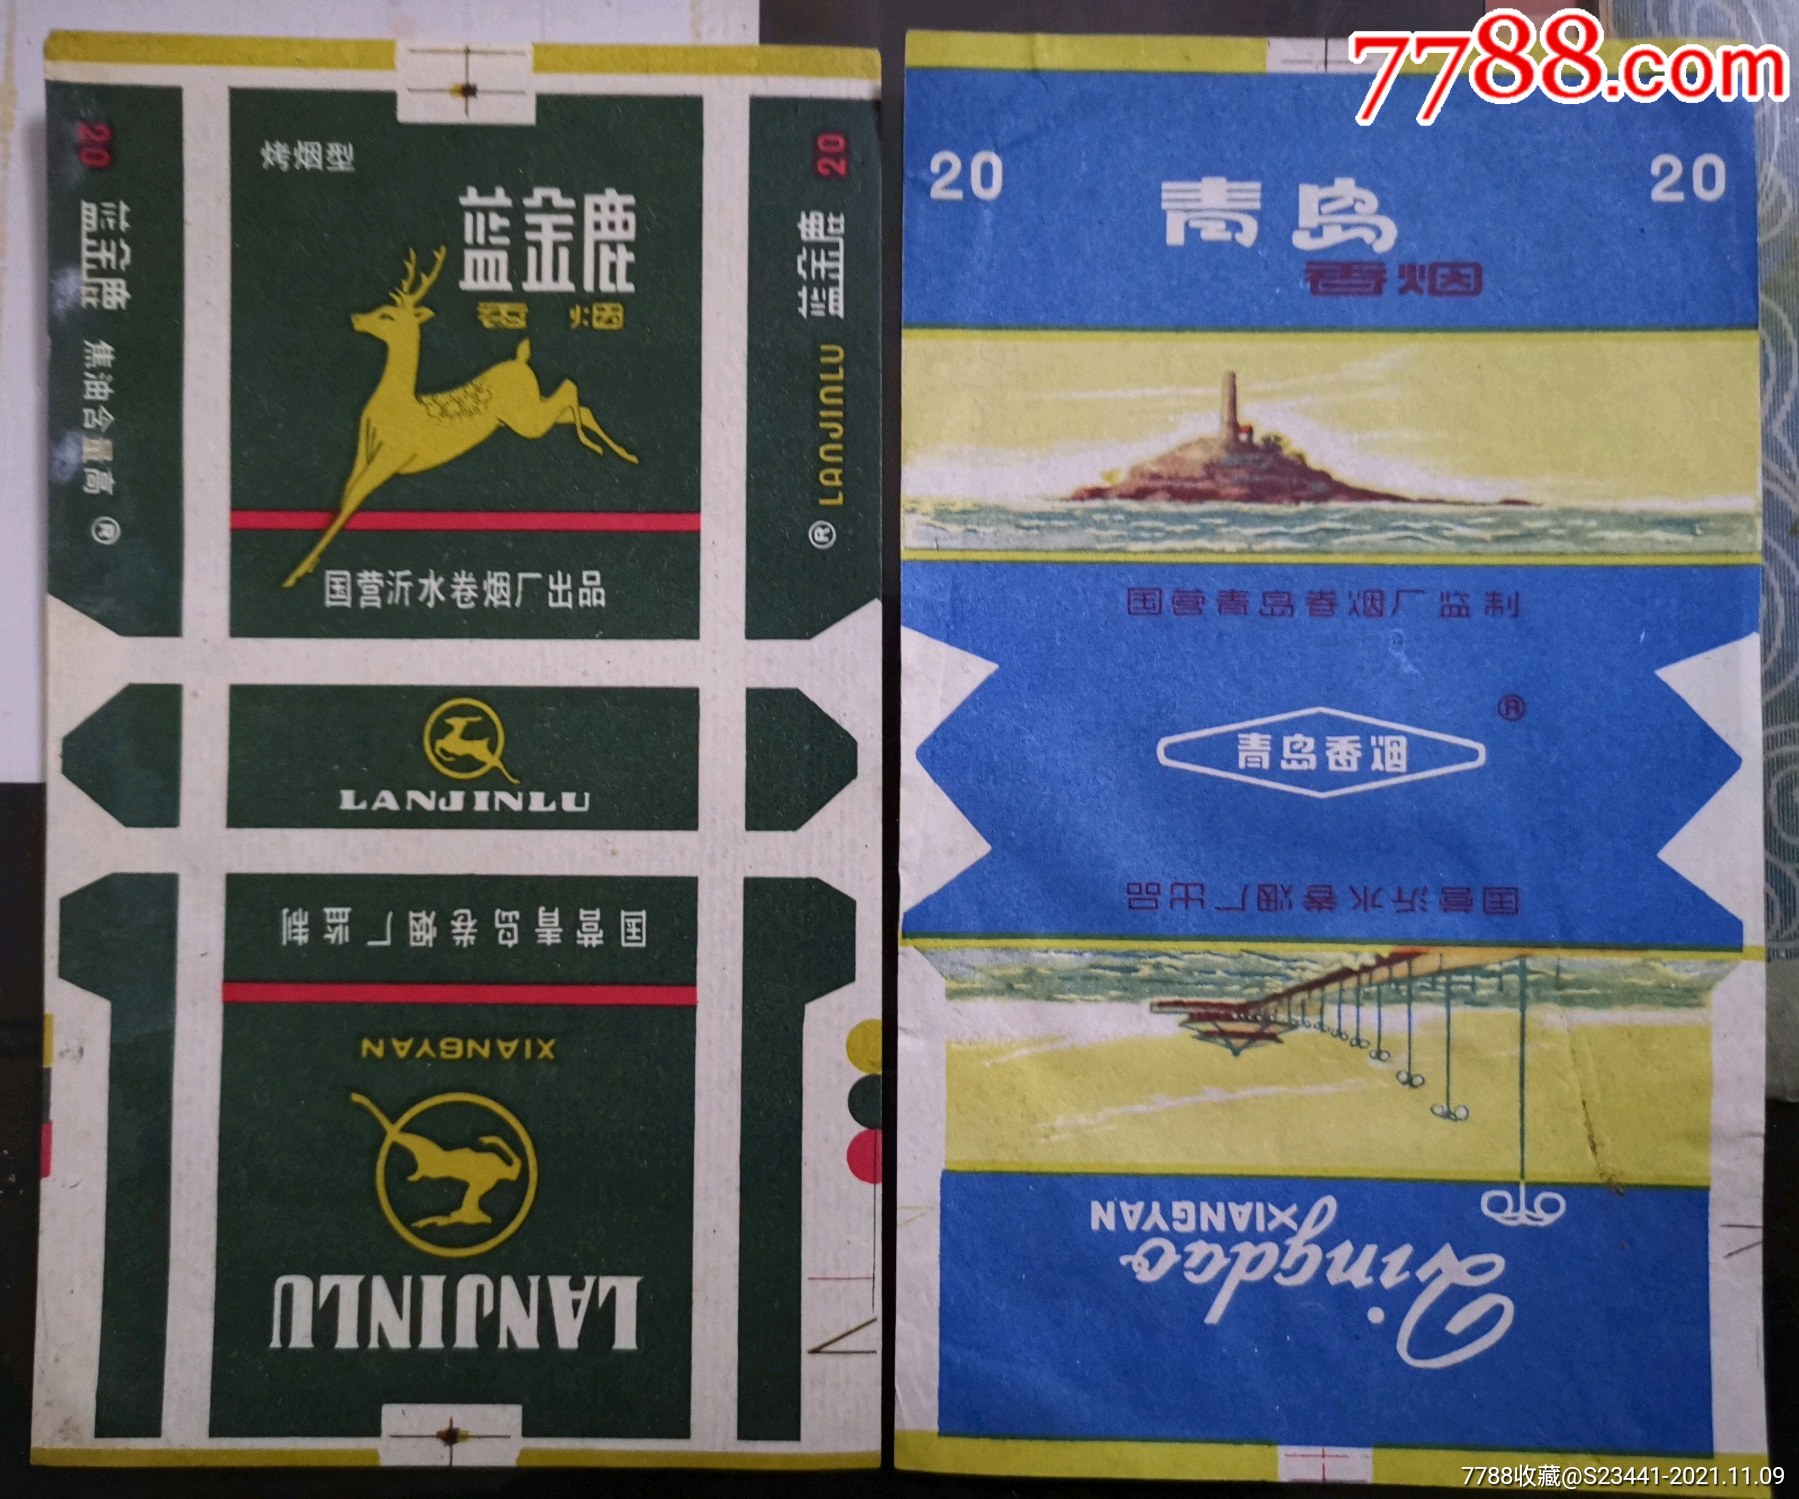 7788.com
20
蓝金鹿
焦油含量高
®
烤烟型
蓝金鹿
香烟
国营沂水卷烟厂出品
20
蓝金鹿
LANJINLU
®
LANJINLU
国营青岛卷烟厂监制
XIANGYAN
LANJINLU
20
20
青岛
香烟
国营青岛卷烟厂监制
®
青岛香烟
国营沂水卷烟厂出品
Qingdao
XIANGYAN
7788收藏@S23441-2021.11.09